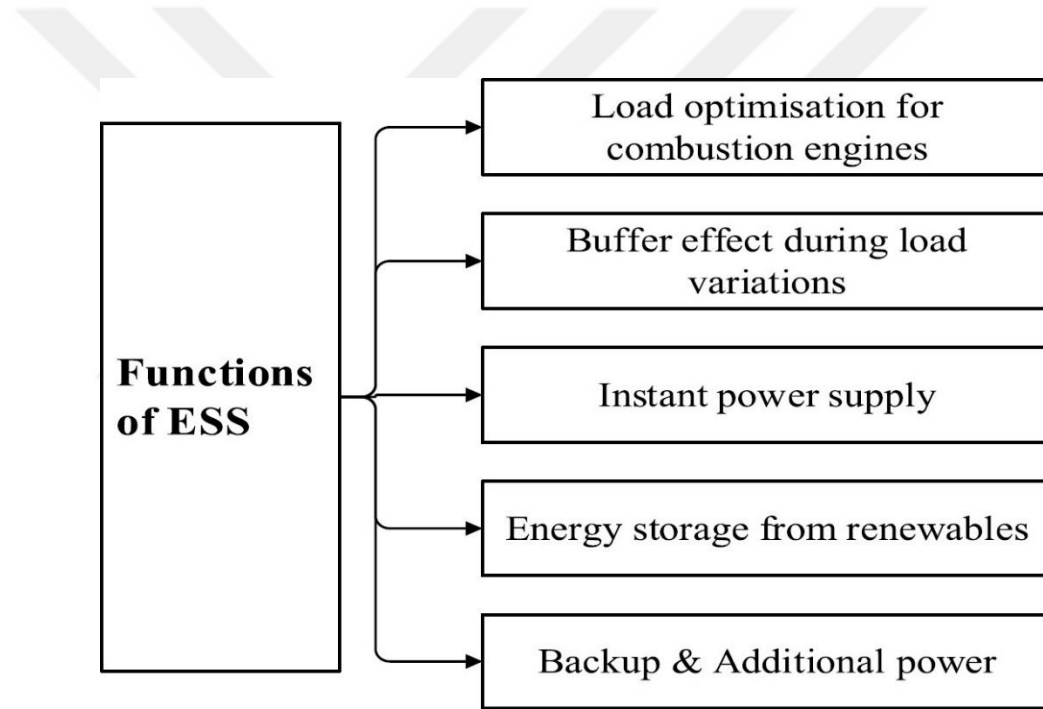 Functions
of ESS
Load optimisation for
combustion engines
Buffer effect during load
variations
Instant power supply
Energy storage from renewables
Backup & Additional power